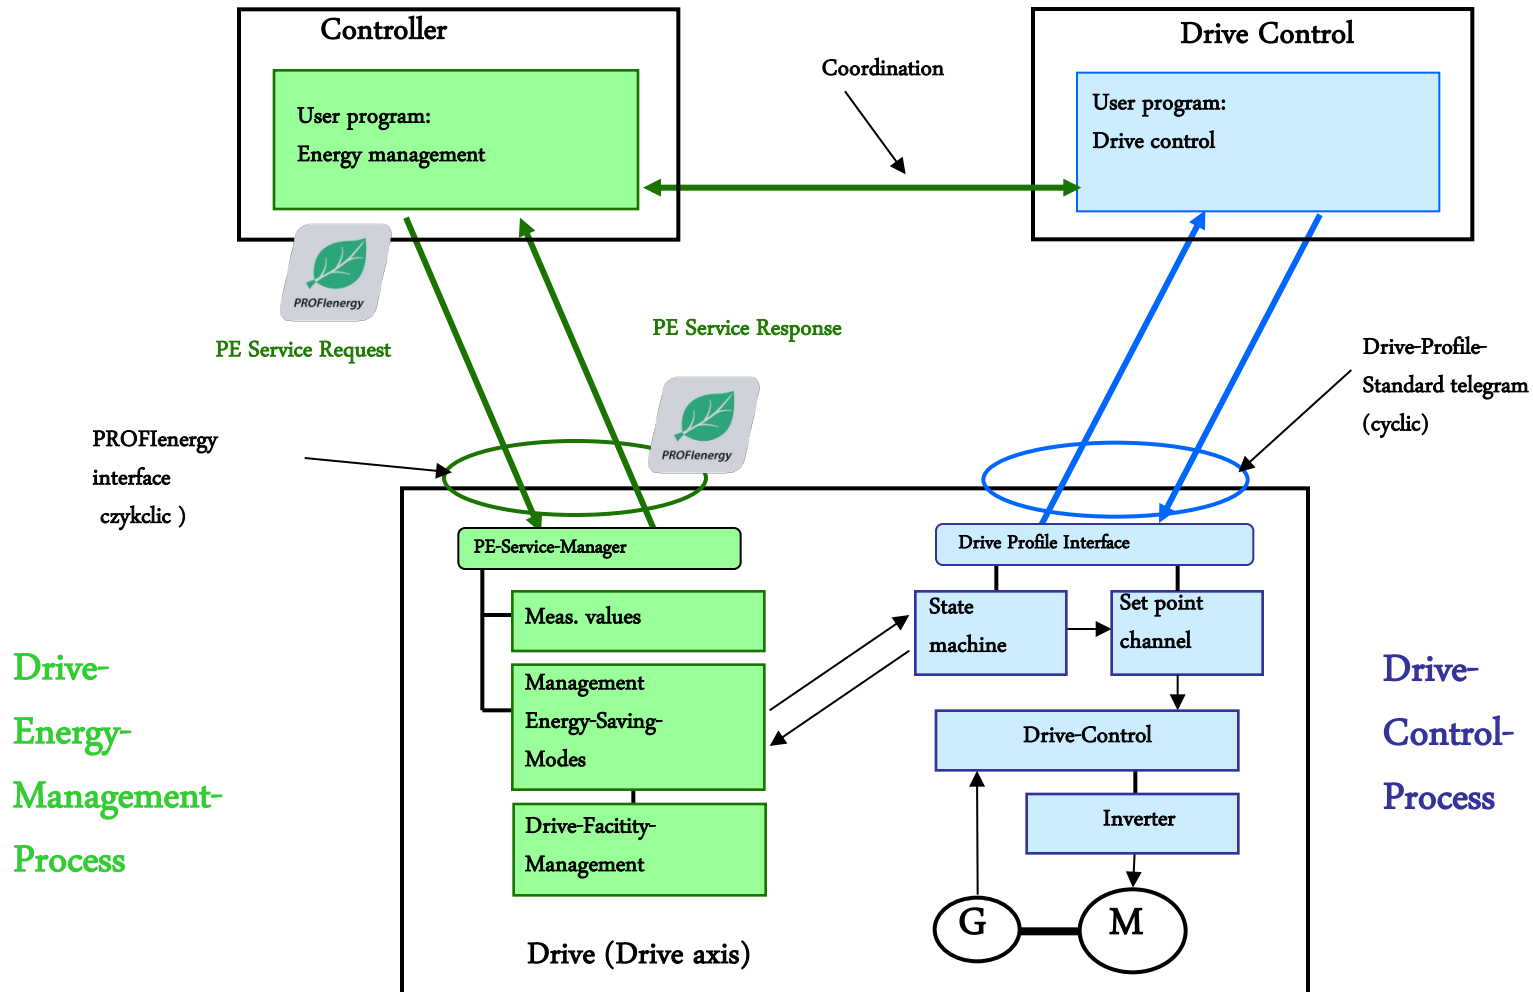 Controller
Drive Control
Coordination
User program:
Energy management
User program:
Drive control
PROFIenergy
PE Service Request
PE Service Response
Drive-Profile-
Standard telegram
(cyclic)
PROFIenergy
PROFIenergy
interface
czykclic )
PE-Service-Manager
Drive Profile Interface
Meas. values
State
machine
Set point
channel
Management
Energy-Saving-
Modes
Drive-Control
Drive-
Energy-
Management-
Process
Drive-
Control-
Process
Drive-Facitity-
Management
Inverter
G
M
Drive (Drive axis)